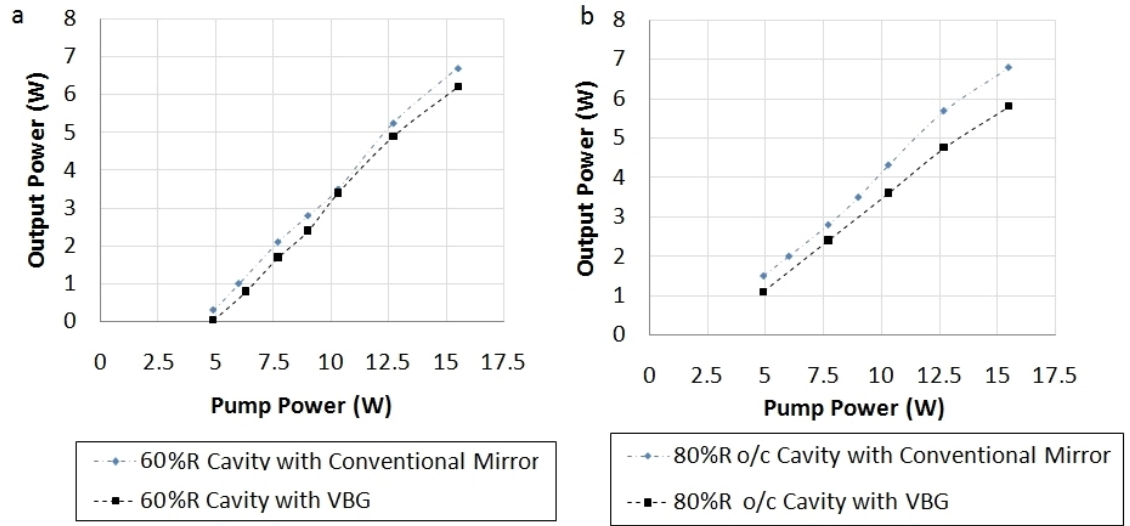 a
8
7
6
5
4
3
2
1
0
Output Power (W)
0 2.5 5 7.5 10 12.5 15 17.5
Pump Power (W)
60%R Cavity with Conventional Mirror
60%R Cavity with VBG
b
8
7
6
5
4
3
2
1
0
Output Power (W)
0 2.5 5 7.5 10 12.5 15 17.5
Pump Power (W)
80%R o/c Cavity with Conventional Mirror
80%R o/c Cavity with VBG